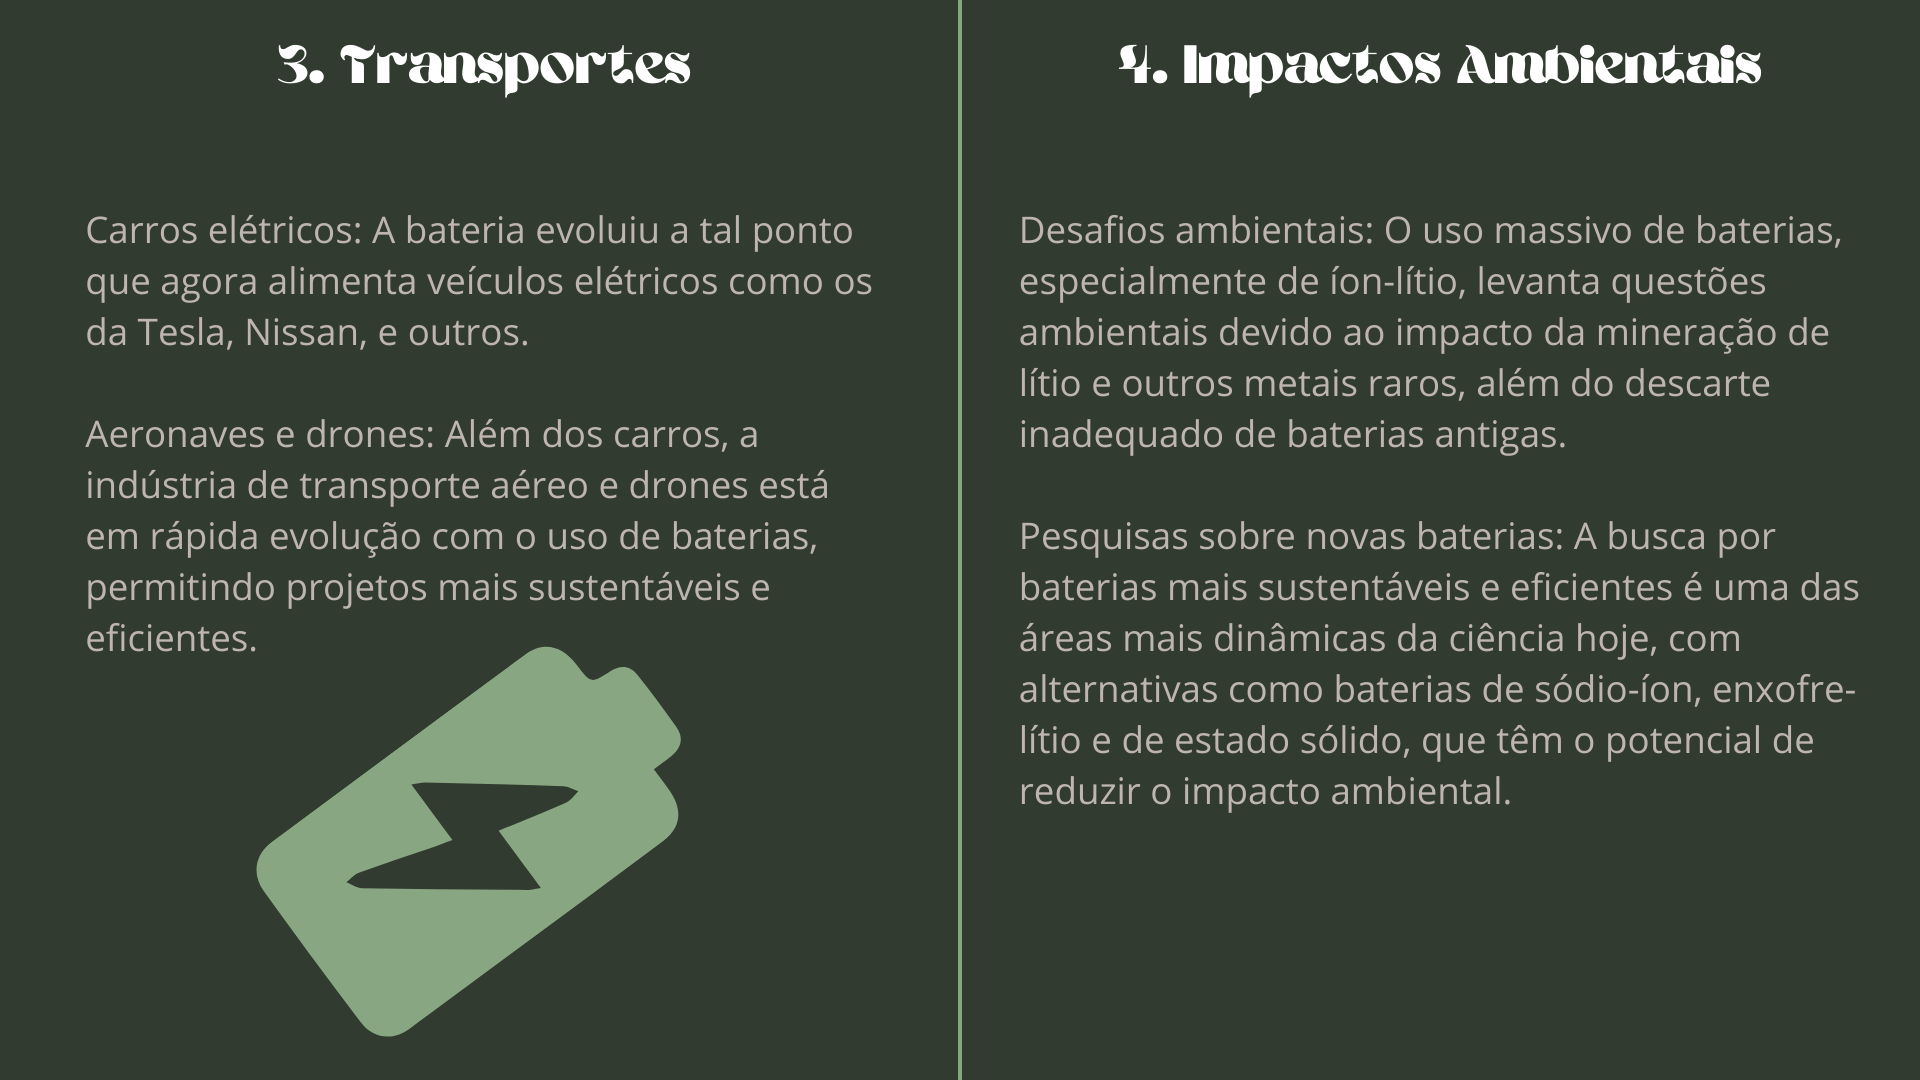 3. Transportes
Carros elétricos: A bateria evoluiu a tal ponto
que agora alimenta veículos elétricos como os
da Tesla, Nissan, e outros.
Aeronaves e drones: Além dos carros, a
indústria de transporte aéreo e drones está
em rápida evolução com o uso de baterias,
permitindo projetos mais sustentáveis e
eficientes.
4. Impactos Ambientais
Desafios ambientais: O uso massivo de baterias,
especialmente de íon-lítio, levanta questões
ambientais devido ao impacto da mineração de
lítio e outros metais raros, além do descarte
inadequado de baterias antigas.
Pesquisas sobre novas baterias: A busca por
baterias mais sustentáveis e eficientes é uma das
áreas mais dinâmicas da ciência hoje, com
alternativas como baterias de sódio-íon, enxofre-
lítio e de estado sólido, que têm o potencial de
reduzir o impacto ambiental.